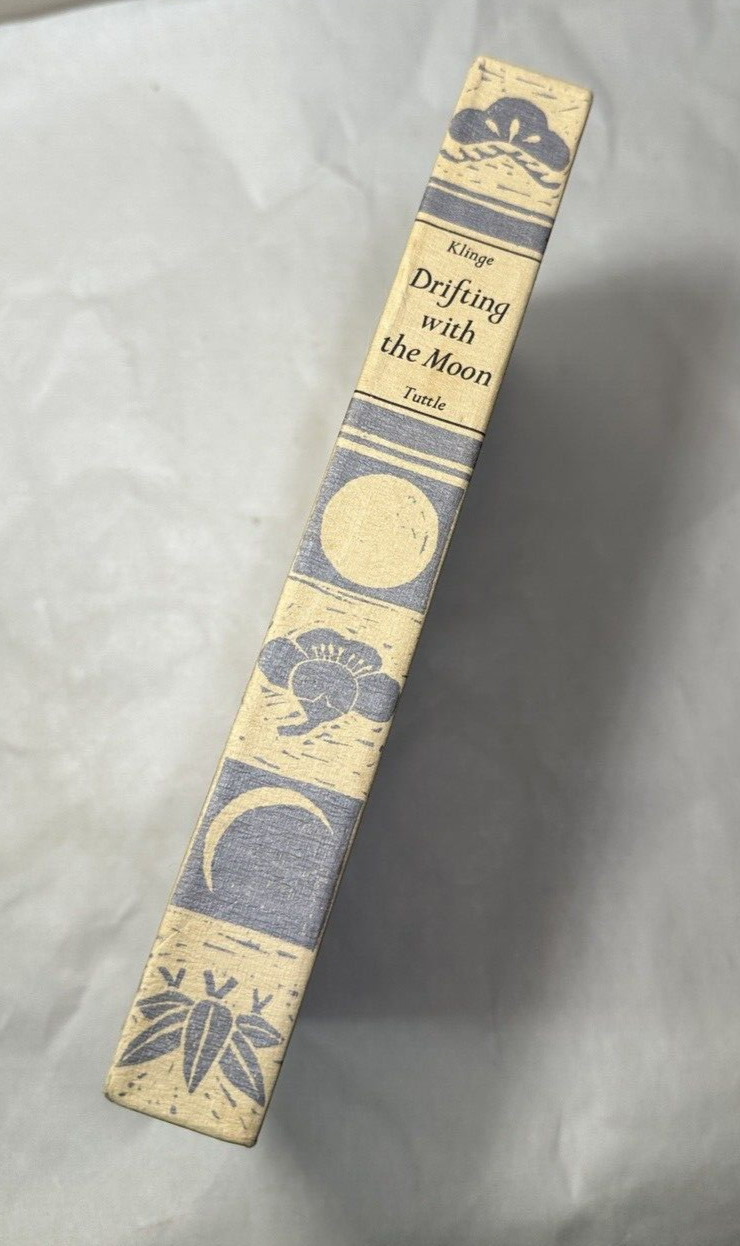 Klinge
Drifting
with
the Moon
Tuttle